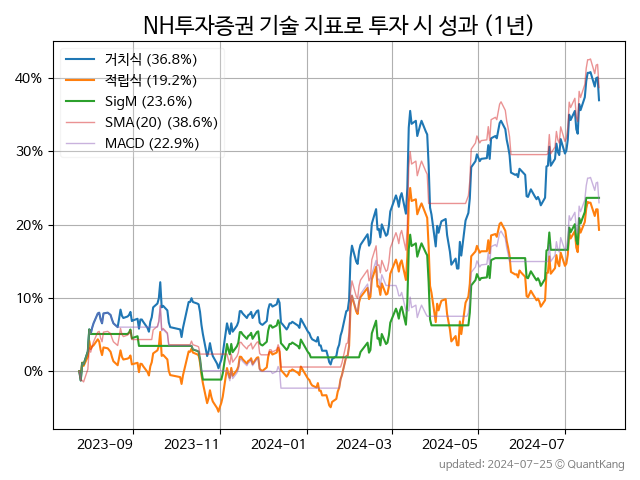 NH투자증권 기술 지표로 투자 시 성과 (1년)
거치식 (36.8%)
적립식 (19.2%)
SigM (23.6%)
SMA(20) (38.6%)
MACD (22.9%)
40%
30%
20%
10%
0%
2023-09 2023-11 2024-01 2024-03 2024-05 2024-07
updated: 2024-07-25 © QuantKang